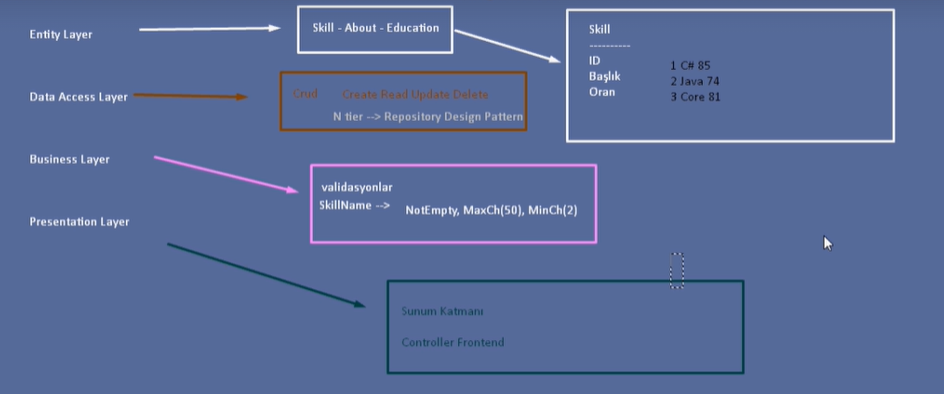 Entity Layer
Skill - About - Education
Skill
----------
ID
Başlık
Oran
1 C# 85
2 Java 74
3 Core 81
Data Access Layer
Crud Create Read Update Delete
N tier --> Repository Design Pattern
Business Layer
validasyonlar
SkillName --> NotEmpty, MaxCh(50), MinCh(2)
Presentation Layer
Sunum Katmanı
Controller Frontend